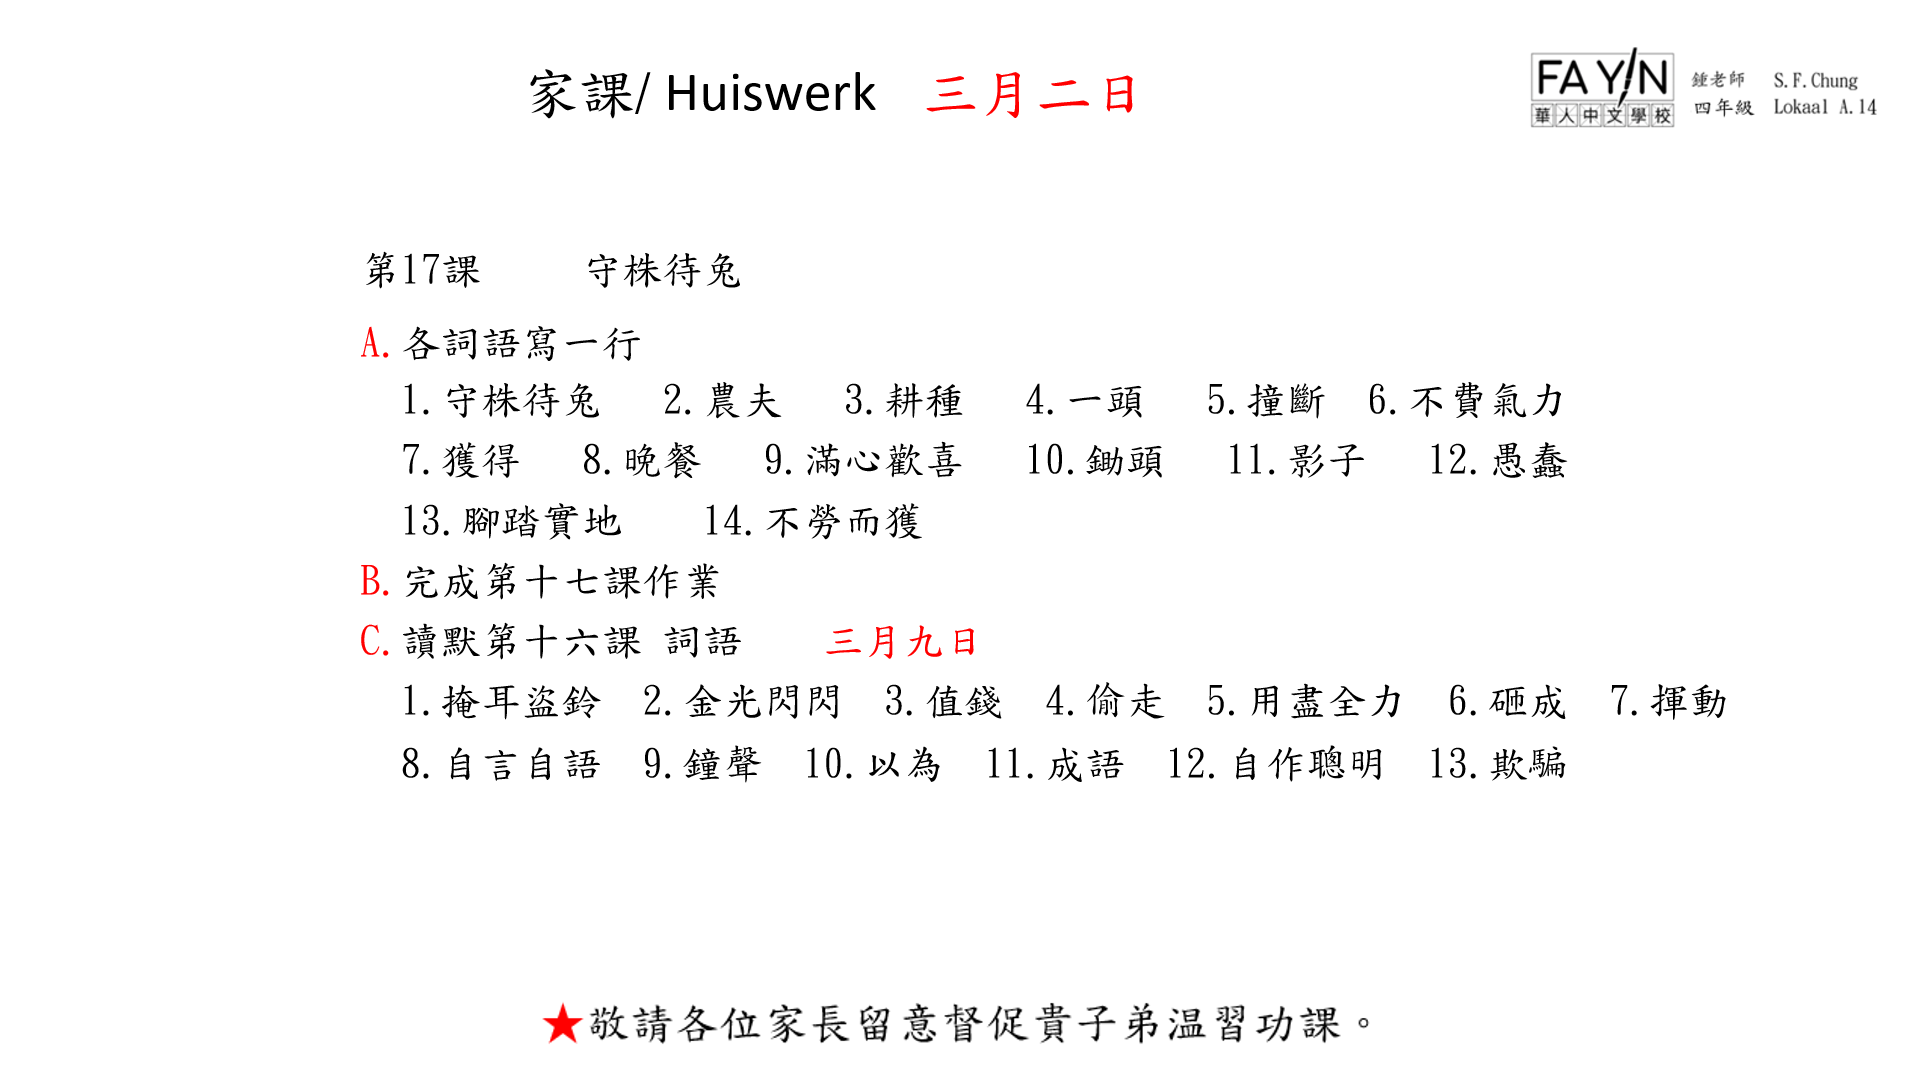 家課/ Huiswerk 三月二日
FAYIN
華人中文學校
鍾老師 S.F.Chung
四年級 Lokaal A.14
第17課 守株待兔
A.各詞語寫一行
1.守株待兔 2.農夫 3.耕種 4.一頭 5.撞斷 6.不費氣力
7.獲得 8.晚餐 9.滿心歡喜 10.鋤頭 11.影子 12.愚蠢
13.腳踏實地 14.不勞而獲
B.完成第十七課作業
C.讀默第十六課 詞語 三月九日
1.掩耳盜鈴 2.金光閃閃 3.值錢 4.偷走 5.用盡全力 6.砸成 7.揮動
8.自言自語 9.鐘聲 10.以為 11.成語 12.自作聰明 13.欺騙
★敬請各位家長留意督促貴子弟温習功課。